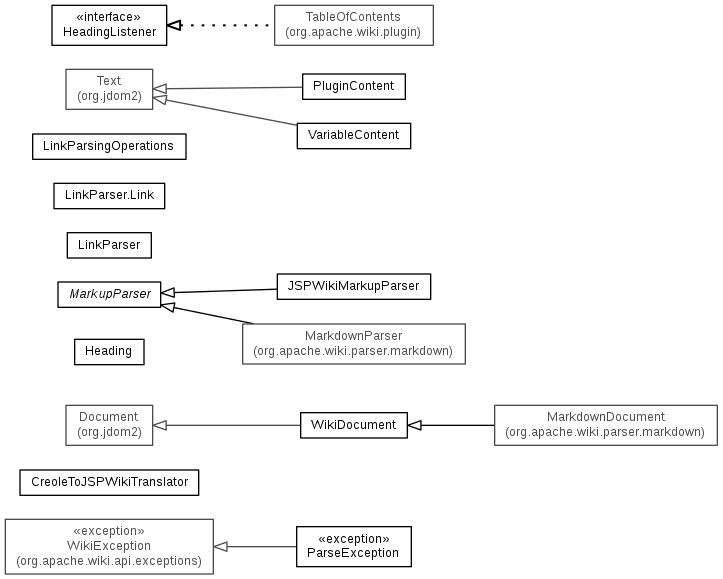 «interface»
HeadingListener
TableOfContents
(org.apache.wiki.plugin)
Text
(org.jdom2)
PluginContent
VariableContent
LinkParsingOperations
LinkParser.Link
LinkParser
MarkupParser
JSPWikiMarkupParser
MarkdownParser
(org.apache.wiki.parser.markdown)
Heading
Document
(org.jdom2)
WikiDocument
MarkdownDocument
(org.apache.wiki.parser.markdown)
CreoleToJSPWikiTranslator
«exception»
WikiException
(org.apache.wiki.api.exceptions)
«exception»
ParseException